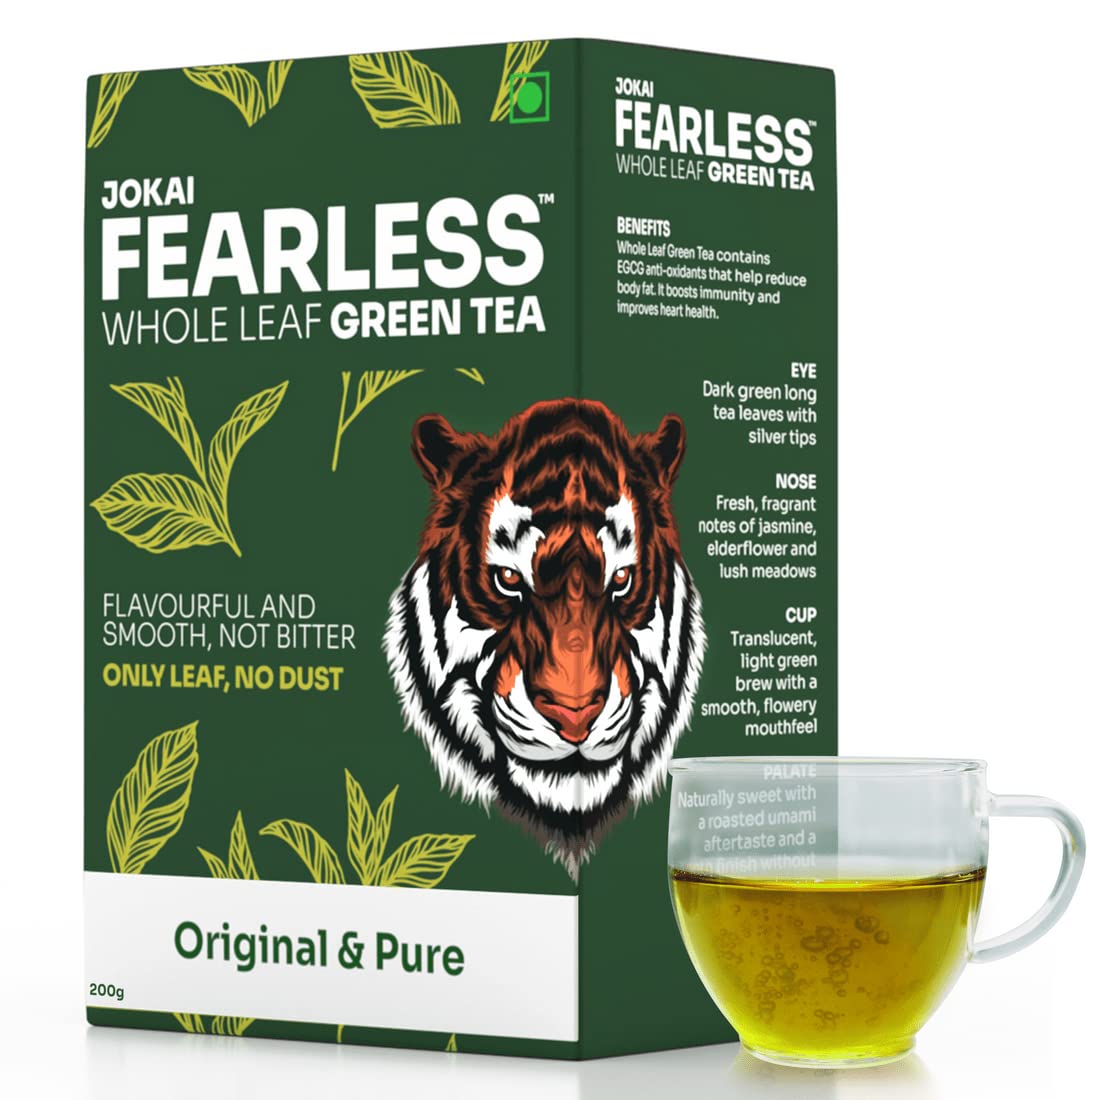 JOKAI
FEARLESS™
WHOLE LEAF GREEN TEA
FLAVOURFUL AND
SMOOTH, NOT BITTER
ONLY LEAF, NO DUST
Original & Pure
200g
JOKAI
FEARLESS™
WHOLE LEAF GREEN TEA
BENEFITS
Whole Leaf Green Tea contains
EGCG anti-oxidants that help reduce
body fat. It boosts immunity and
improves heart health.
EYE
Dark green long
tea leaves with
silver tips
NOSE
Fresh, fragrant
notes of jasmine,
elderflower and
lush meadows
CUP
Translucent,
light green
brew with a
smooth, flowery
mouthfeel
PALATE
Naturally sweet with
a roasted umami
aftertaste and a
finish without